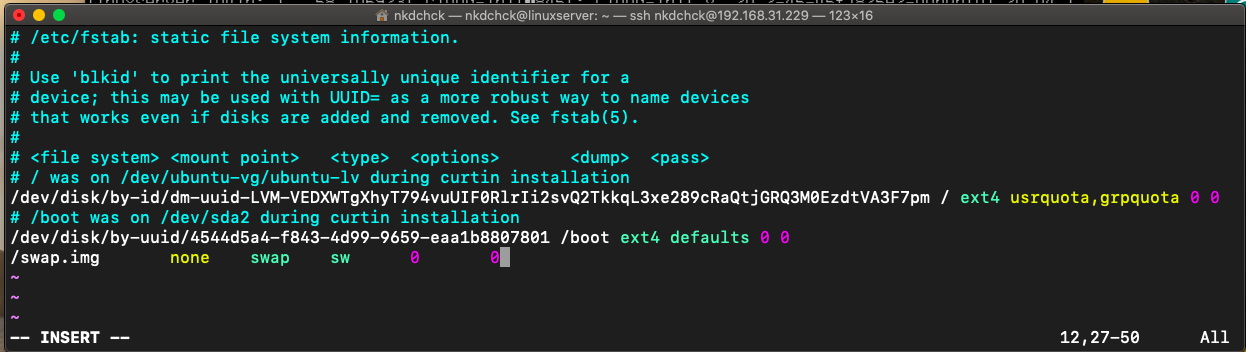 nkdchck — nkdchck@linuxserver: ~ — ssh nkdchck@192.168.31.229 — 123×16
# /etc/fstab: static file system information.
#
# Use 'blkid' to print the universally unique identifier for a
# device; this may be used with UUID= as a more robust way to name devices
# that works even if disks are added and removed. See fstab(5).
#
# <file system> <mount point>   <type>  <options>       <dump>  <pass>
# / was on /dev/ubuntu-vg/ubuntu-lv during curtin installation
/dev/disk/by-id/dm-uuid-LVM-VEDXWTgXhyT794vuUIF0RlrIi2svQ2TkkqL3xe289cRaQtjGRQ3M0EzdtVA3F7pm / ext4 usrquota,grpquota 0 0
# /boot was on /dev/sda2 during curtin installation
/dev/disk/by-uuid/4544d5a4-f843-4d99-9659-eaa1b8807801 /boot ext4 defaults 0 0
/swap.img       none    swap    sw      0       0
~
~
~
-- INSERT --                                                                 12,27-50      All